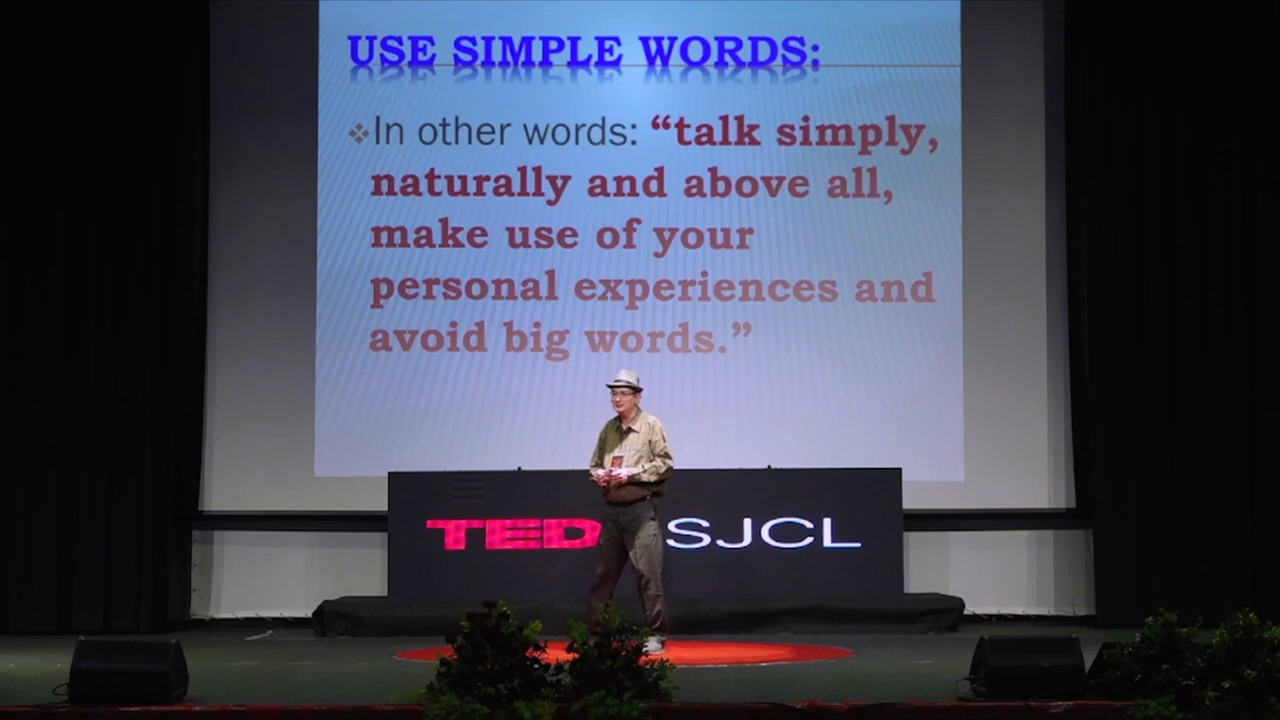 USE SIMPLE WORDS:
In other words: “talk simply,
naturally and above all,
make use of your
personal experiences and
avoid big words.”
TED SJCL